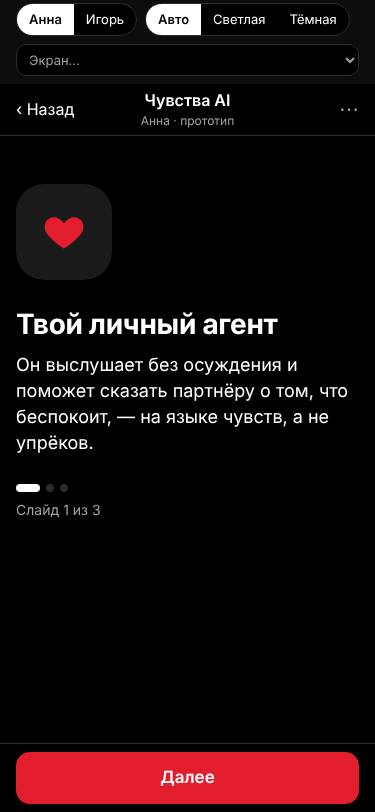 Анна Игорь Авто Светлая Тёмная
Экран...
‹ Назад
Чувства AI
Анна · прототип
···
Твой личный агент
Он выслушает без осуждения и
поможет сказать партнёру о том, что
беспокоит, — на языке чувств, а не
упрёков.
Слайд 1 из 3
Далее